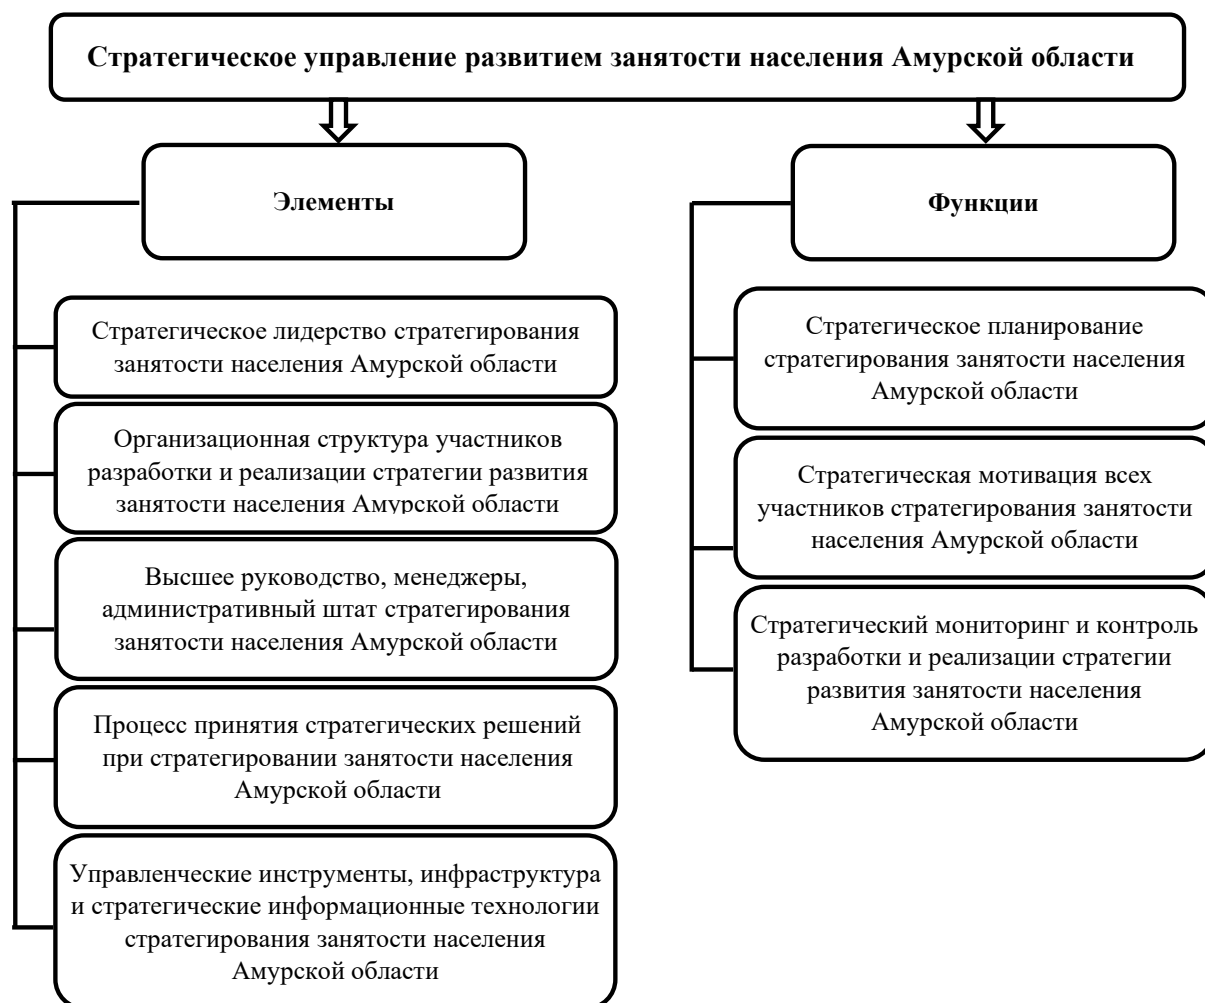 Стратегическое управление развитием занятости населения Амурской области
Элементы
Стратегическое лидерство стратегирования
занятости населения Амурской области
Организационная структура участников
разработки и реализации стратегии развития
занятости населения Амурской области
Высшее руководство, менеджеры,
административный штат стратегирования
занятости населения Амурской области
Процесс принятия стратегических решений
при стратегировании занятости населения
Амурской области
Управленческие инструменты, инфраструктура
и стратегические информационные технологии
стратегирования занятости населения
Амурской области
Функции
Стратегическое планирование
стратегирования занятости населения
Амурской области
Стратегическая мотивация всех
участников стратегирования занятости
населения Амурской области
Стратегический мониторинг и контроль
разработки и реализации стратегии
развития занятости населения
Амурской области